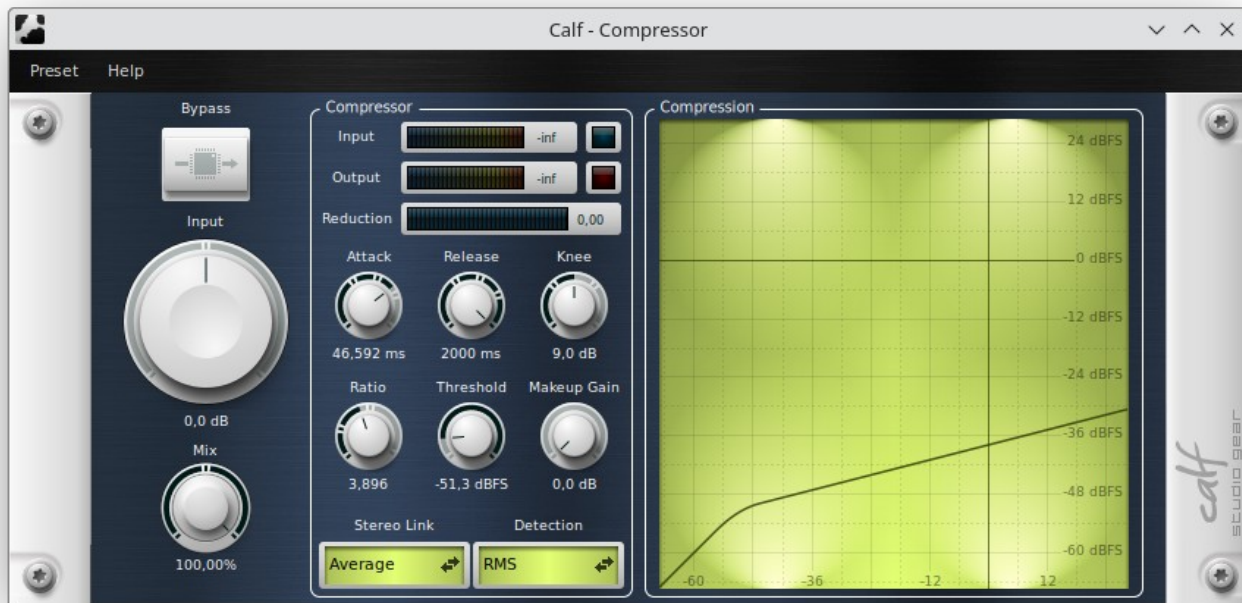 Calf - Compressor
Preset Help
Bypass
Input
0,0 dB
Mix
100,00%
Compressor
Input -inf
Output -inf
Reduction 0,00
Attack Release Knee
46,592 ms 2000 ms 9,0 dB
Ratio Threshold Makeup Gain
3,896 -51,3 dBFS 0,0 dB
Stereo Link Detection
Average RMS
Compression
24 dBFS
12 dBFS
0 dBFS
-12 dBFS
-24 dBFS
-36 dBFS
-48 dBFS
-60 dBFS
-60 -36 -12 12
calf
studio gear